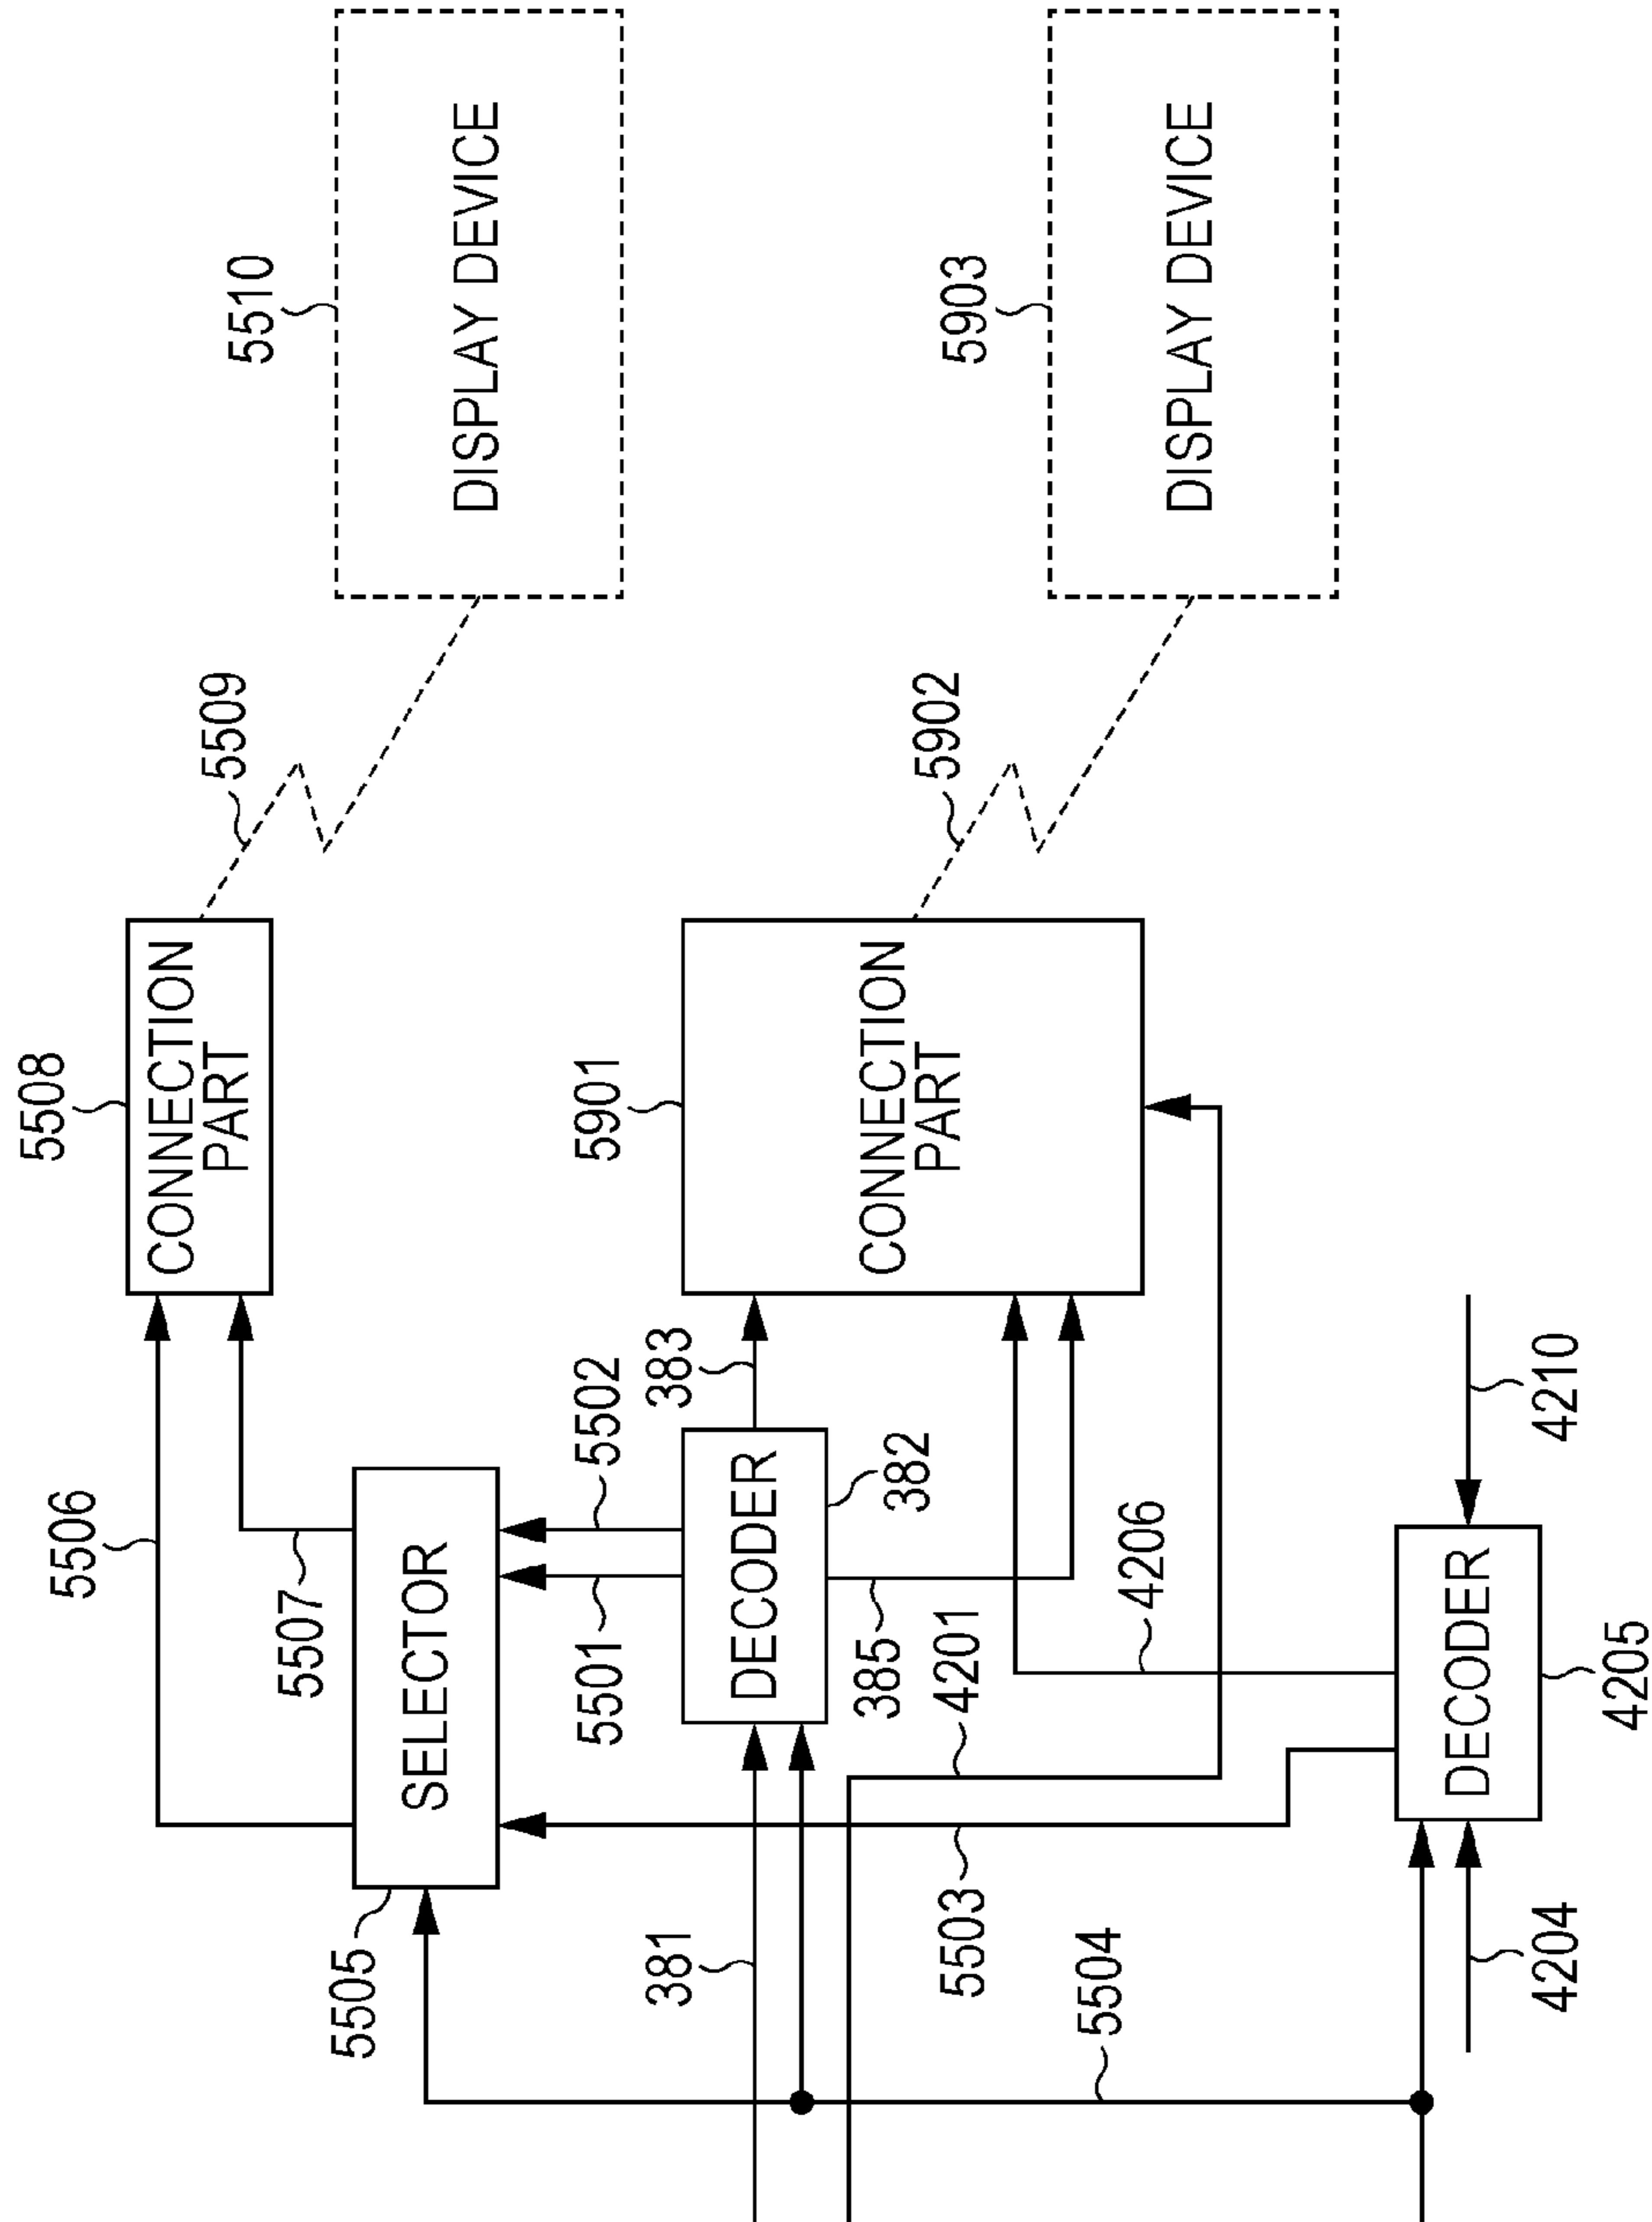 5508
CONNECTION
PART
5509
5510
DISPLAY DEVICE
5506
5507
5505
SELECTOR
5501
5502
381
DECODER
382
383
385
5901
CONNECTION
PART
5902
5903
DISPLAY DEVICE
4201
5503
4206
5504
DECODER
4205
4204
4210